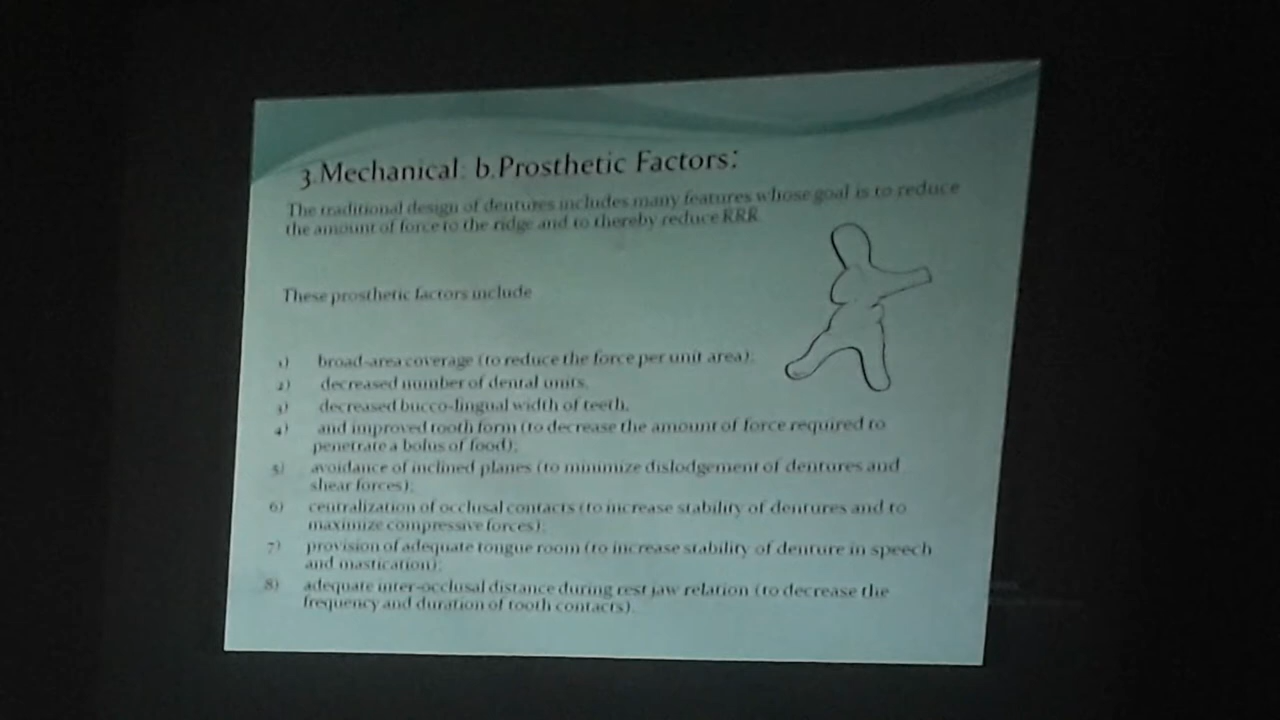 3.Mechanical: b.Prosthetic Factors:
The traditional design of dentures includes many features whose goal is to reduce
the amount of force to the ridge and to thereby reduce RRR
These prosthetic factors include
1) broad-area coverage (to reduce the force per unit area);
2) decreased number of dental units,
3) decreased bucco-lingual width of teeth,
4) and improved tooth form (to decrease the amount of force required to
penetrate a bolus of food);
5) avoidance of inclined planes (to minimize dislodgement of dentures and
shear forces);
6) centralization of occlusal contacts (to increase stability of dentures and to
maximize compressive forces);
7) provision of adequate tongue room (to increase stability of denture in speech
and mastication);
8) adequate inter-occlusal distance during rest jaw relation (to decrease the
frequency and duration of tooth contacts).